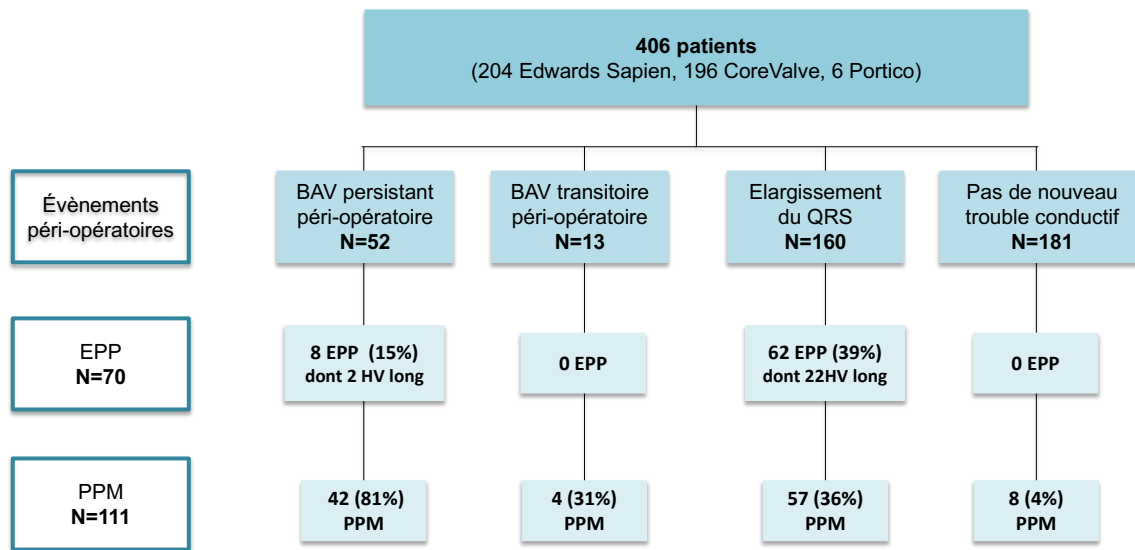 406 patients
(204 Edwards Sapien, 196 CoreValve, 6 Portico)
Évènements
péri-opératoires
BAV persistant
péri-opératoire
N=52
BAV transitoire
péri-opératoire
N=13
Elargissement
du QRS
N=160
Pas de nouveau
trouble conductif
N=181
EPP
N=70
8 EPP (15%)
dont 2 HV long
0 EPP
62 EPP (39%)
dont 22HV long
0 EPP
PPM
N=111
42 (81%)
PPM
4 (31%)
PPM
57 (36%)
PPM
8 (4%)
PPM